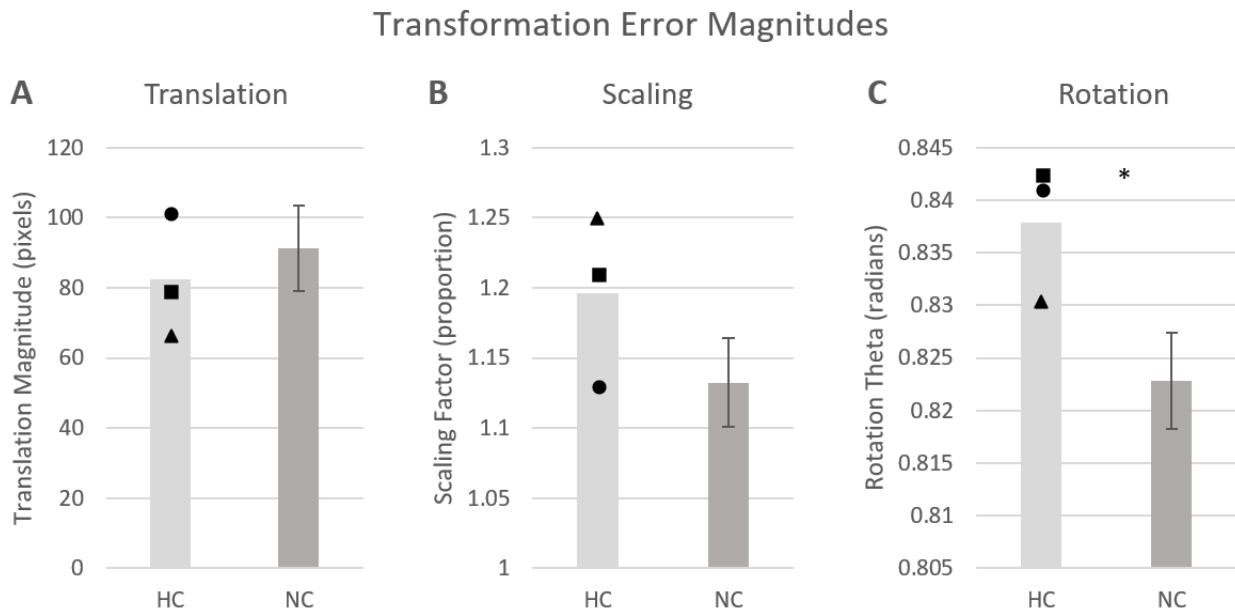 Transformation Error Magnitudes
A Translation
Translation Magnitude (pixels)
120
100
80
60
40
20
0
HC NC
B Scaling
Scaling Factor (proportion)
1.3
1.25
1.2
1.15
1.1
1.05
1
HC NC
C Rotation
Rotation Theta (radians)
0.845
0.84
0.835
0.83
0.825
0.82
0.815
0.81
0.805
*
HC NC